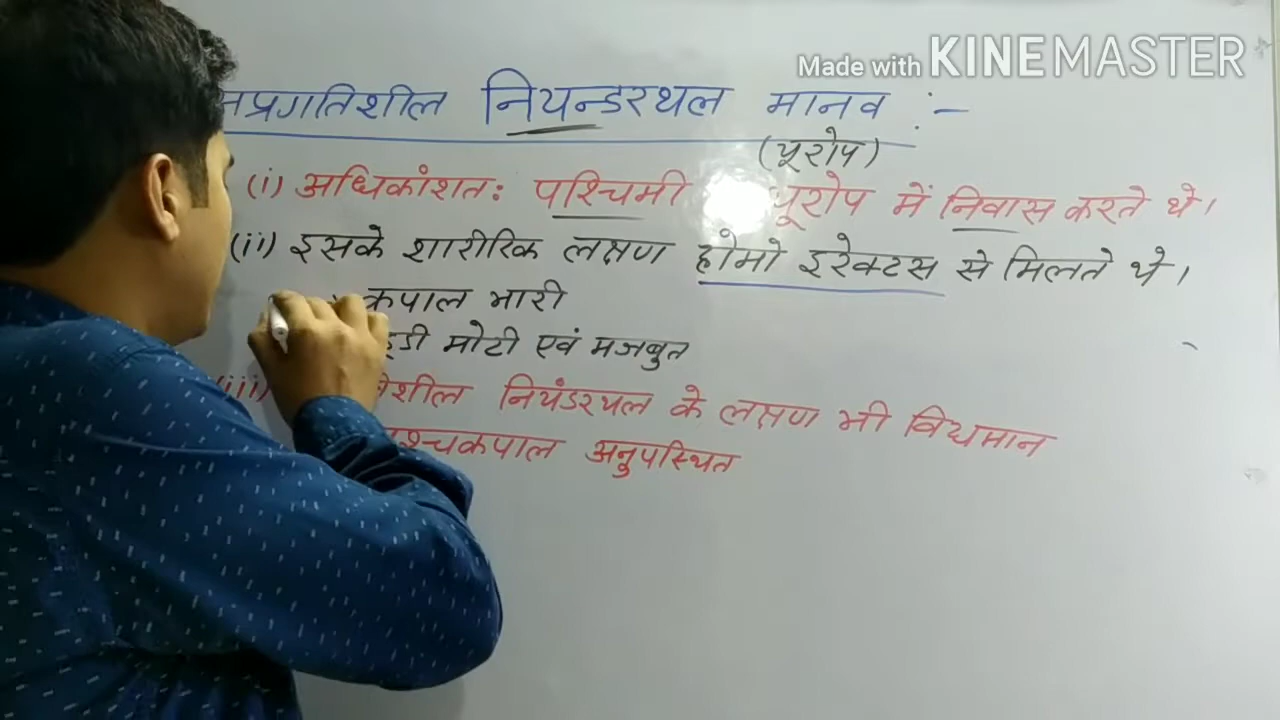 Made with KINEMASTER
नियन्डरथल मानव :-
(यूरोप)
(i) अधिकांशतः पश्चिमी यूरोप में निवास करते थे।
(ii) इसके शारीरिक लक्षण होमो इरेक्टस से मिलते थे।
कपाल भारी
मोटी एवं मजबुत
(iii) नियंडरथल के लक्षण भी विद्यमान
अनुपस्थित